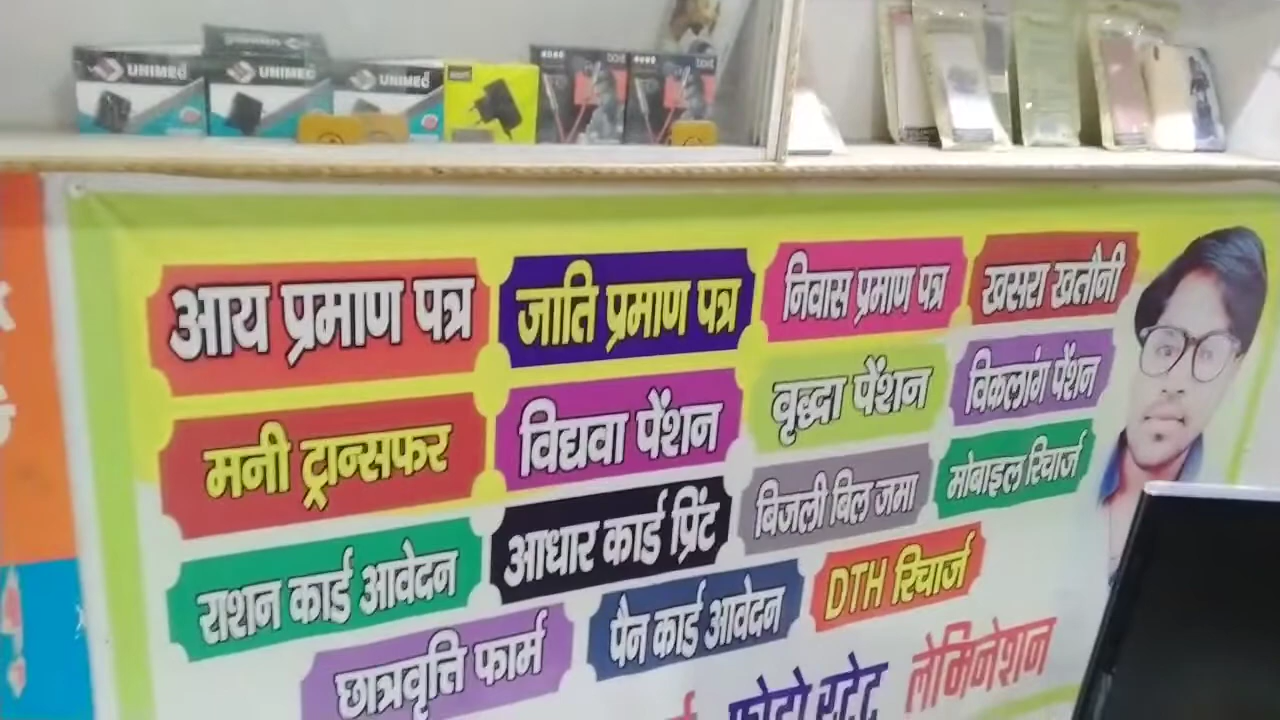 UNIMEC UNIMEC UNIMEC
आय प्रमाण पत्र जाति प्रमाण पत्र निवास प्रमाण पत्र खसरा खतौनी
मनी ट्रान्सफर विद्यवा पेंशन वृद्धा पेंशन विकलांग पेंशन
राशन कार्ड आवेदन आधार कार्ड प्रिंट बिजली बिल जमा मोबाइल रिचार्ज
छात्रवृत्ति फार्म पैन कार्ड आवेदन DTH रिचार्ज
फोटो स्टेट लेमिनेशन